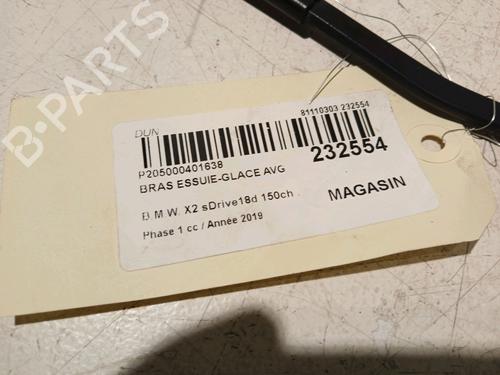 B-PARTS
DUN
81110303 232554
P205000401638
232554
BRAS ESSUIE-GLACE AVG
B.M.W. X2 sDrive18d 150ch
MAGASIN
Phase 1 cc / Année 2019